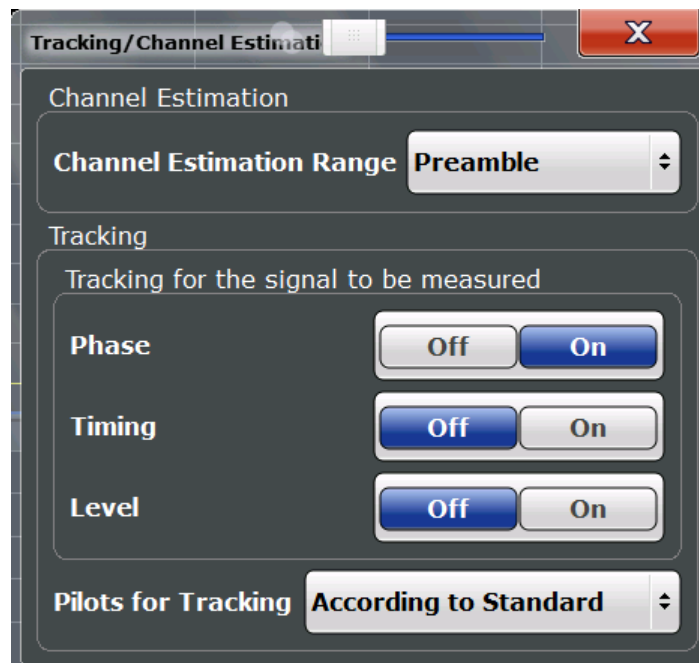 Tracking/Channel Estimati
X
Channel Estimation
Channel Estimation Range Preamble
Tracking
Tracking for the signal to be measured
Phase Off On
Timing Off On
Level Off On
Pilots for Tracking According to Standard